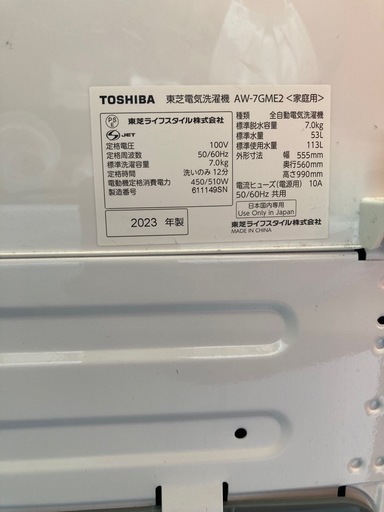 TOSHIBA 東芝電気洗濯機 AW-7GME2 <家庭用>
PS E
S JET
東芝ライフスタイル株式会社
定格電圧 100V
定格周波数 50/60Hz
標準洗濯容量 7.0kg
定格時間 洗いのみ 12分
電動機定格消費電力 450/510W
製造番号 611149SN
2023 年製
種類 全自動電気洗濯機
標準脱水容量 7.0kg
標準水量 53L
標準使用水量 113L
外形寸法 幅 555mm
奥行560mm
高さ990mm
電流ヒューズ(電源用) 10A
50/60Hz 共用
日本国内専用
Use Only in Japan
東芝ライフスタイル株式会社
MADE IN CHINA